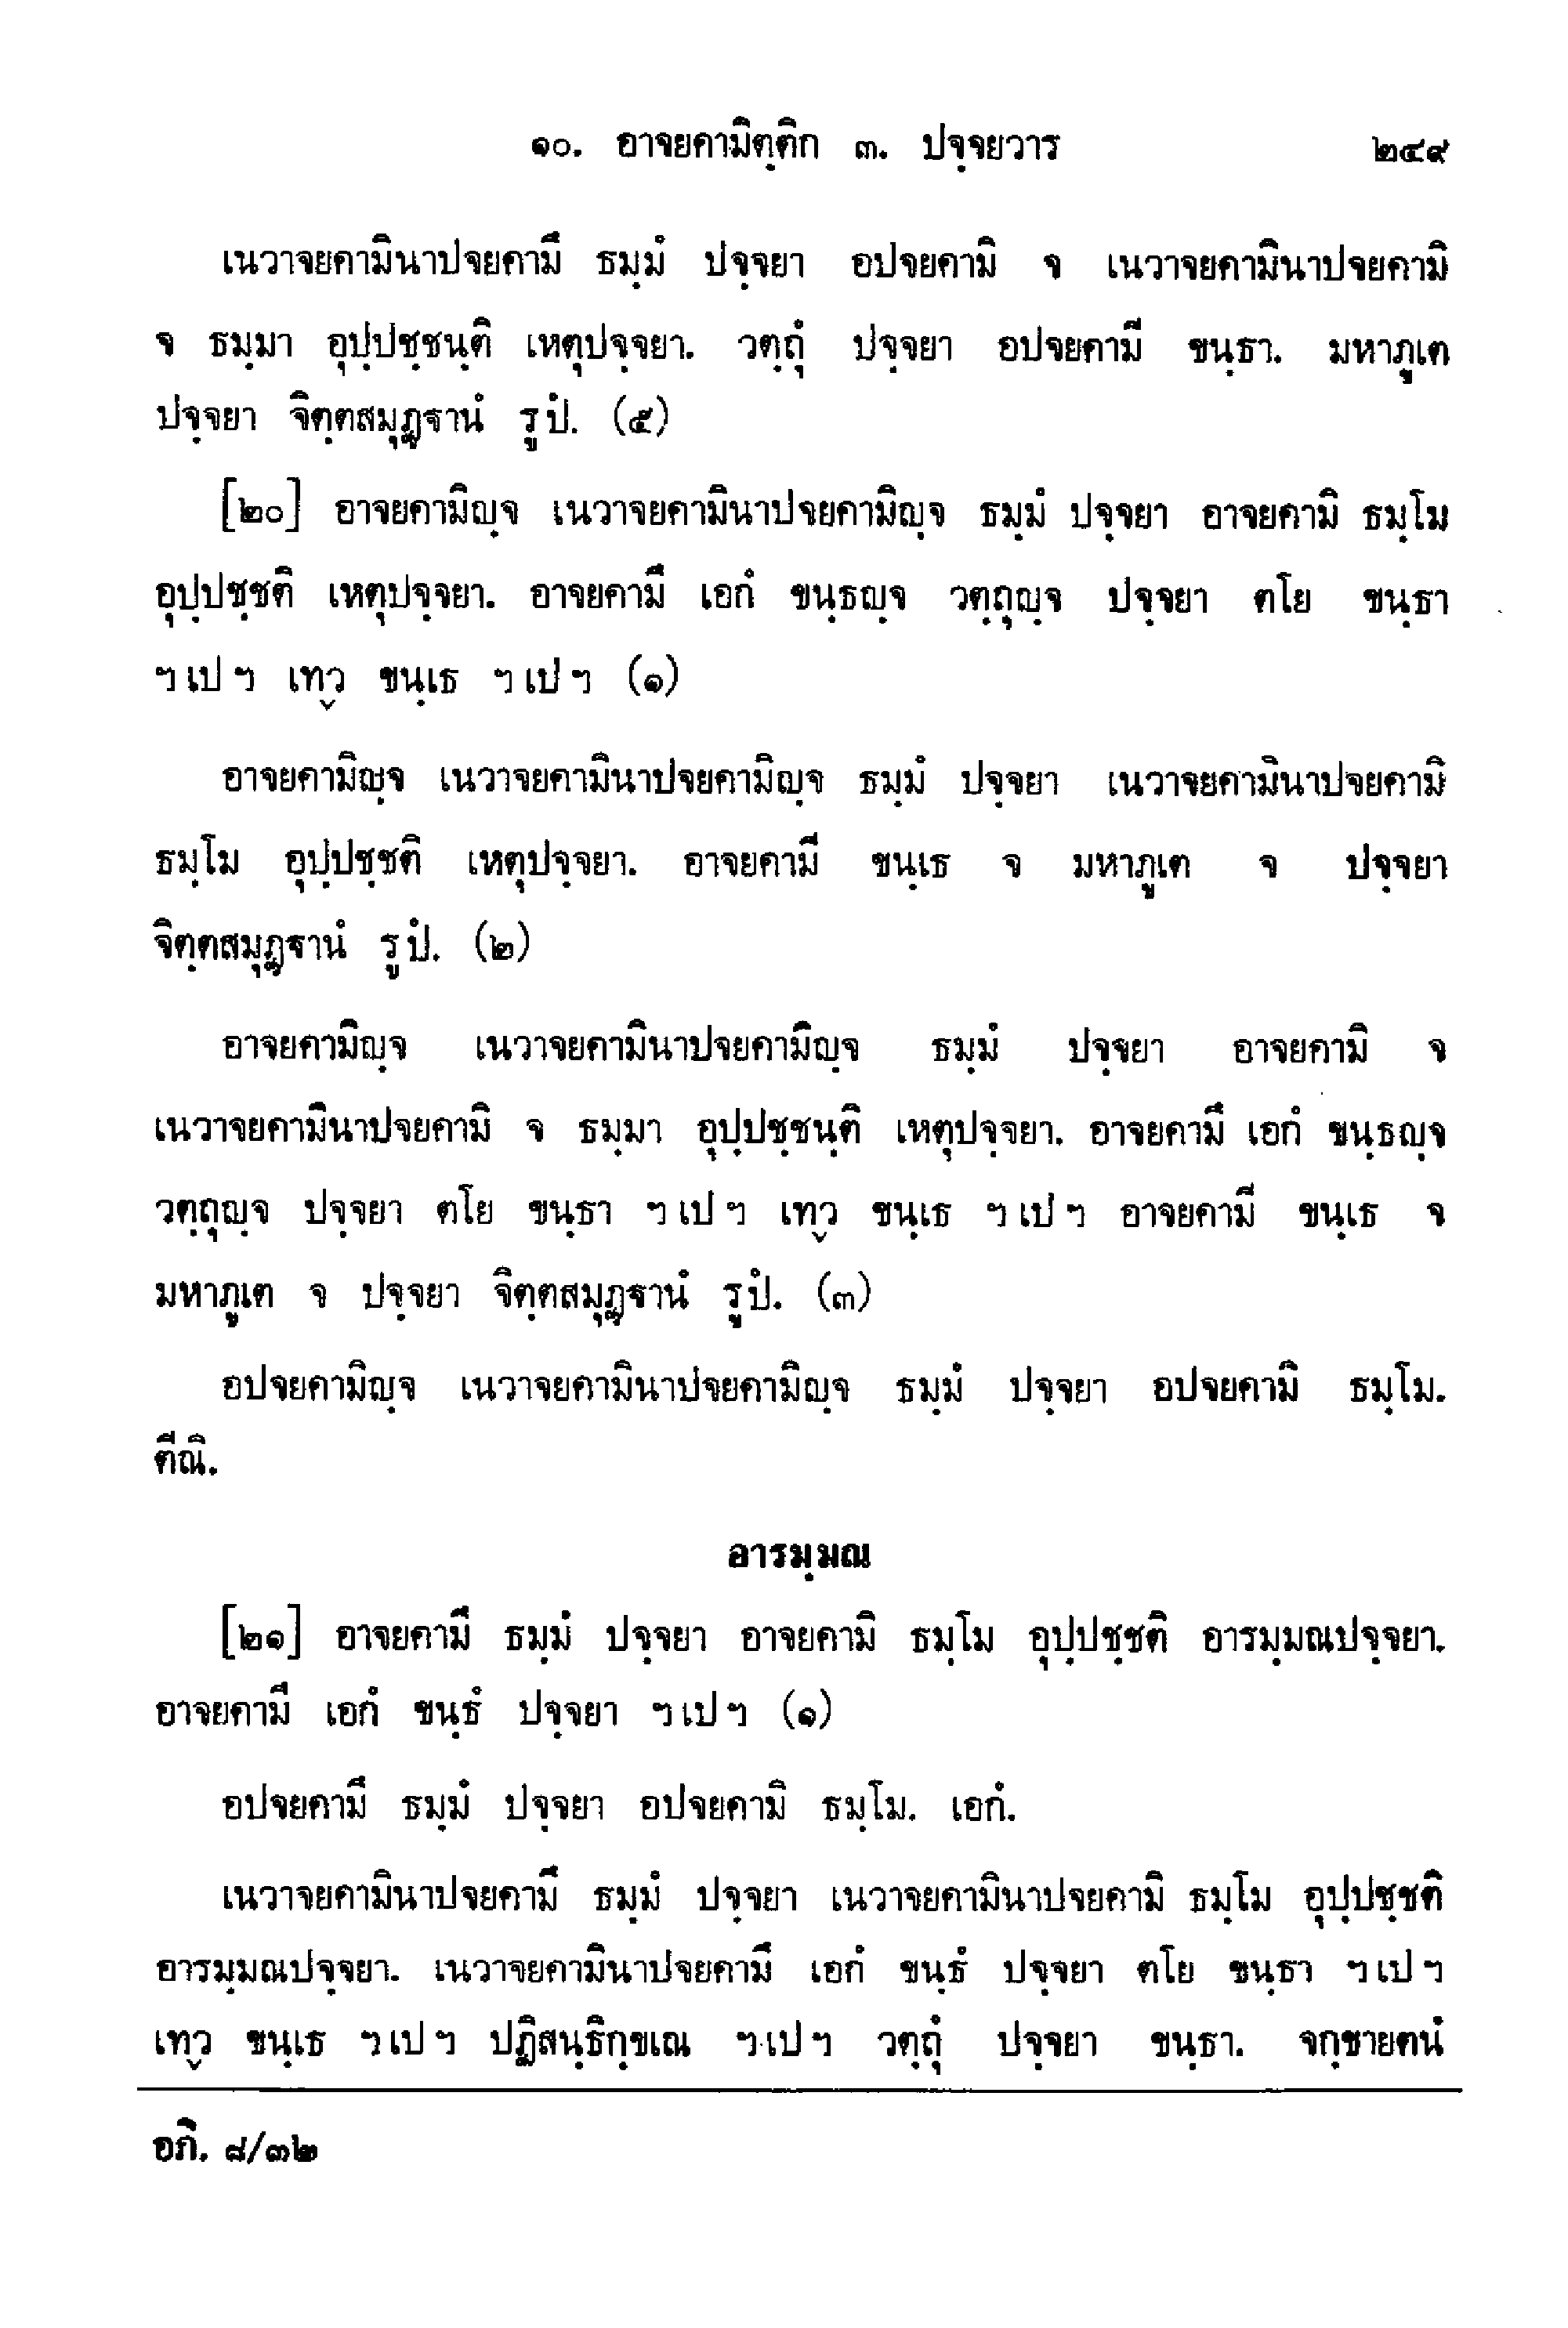 ๑๐. อาจยคามิตฺติก ๓. ปจฺจยวาร ๒๔๙
เนวาจยคามินาปจยคามึ ธมฺมํ ปจฺจยา อปจยคามิ จ เนวาจยคามินาปจยคามิ
จ ธมฺมา อุปฺปชฺชนฺติ เหตุปจฺจยา. วตฺถุํ ปจฺจยา อปจยคามี ขนฺธา. มหาภูเต
ปจฺจยา จิตฺตสมุฏฺฐานํ รูปํ. (๕)
[๒๐] อาจยคามิญฺจ เนวาจยคามินาปจยคามิญฺจ ธมฺมํ ปจฺจยา อาจยคามิ ธมฺโม
อุปฺปชฺชติ เหตุปจฺจยา. อาจยคามึ เอกํ ขนฺธญฺจ วตฺถุญฺจ ปจฺจยา ตโย ขนฺธา
ฯ เป ฯ เทฺว ขนฺเธ ฯ เป ฯ (๑)
อาจยคามิญฺจ เนวาจยคามินาปจยคามิญฺจ ธมฺมํ ปจฺจยา เนวาจยคามินาปจยคามิ
ธมฺโม อุปฺปชฺชติ เหตุปจฺจยา. อาจยคามี ขนฺเธ จ มหาภูเต จ ปจฺจยา
จิตฺตสมุฏฺฐานํ รูปํ. (๒)
อาจยคามิญฺจ เนวาจยคามินาปจยคามิญฺจ ธมฺมํ ปจฺจยา อาจยคามิ จ
เนวาจยคามินาปจยคามิ จ ธมฺมา อุปฺปชฺชนฺติ เหตุปจฺจยา. อาจยคามึ เอกํ ขนฺธญฺจ
วตฺถุญฺจ ปจฺจยา ตโย ขนฺธา ฯ เป ฯ เทฺว ขนฺเธ ฯ เป ฯ อาจยคามี ขนฺเธ จ
มหาภูเต จ ปจฺจยา จิตฺตสมุฏฺฐานํ รูปํ. (๓)
อปจยคามิญฺจ เนวาจยคามินาปจยคามิญฺจ ธมฺมํ ปจฺจยา อปจยคามิ ธมฺโม.
ตีณิ.
อารมฺมณ
[๒๑] อาจยคามึ ธมฺมํ ปจฺจยา อาจยคามิ ธมฺโม อุปฺปชฺชติ อารมฺมณปจฺจยา.
อาจยคามึ เอกํ ขนฺธํ ปจฺจยา ฯ เป ฯ (๑)
อปจยคามึ ธมฺมํ ปจฺจยา อปจยคามิ ธมฺโม. เอกํ.
เนวาจยคามินาปจยคามึ ธมฺมํ ปจฺจยา เนวาจยคามินาปจยคามิ ธมฺโม อุปฺปชฺชติ
อารมฺมณปจฺจยา. เนวาจยคามินาปจยคามึ เอกํ ขนฺธํ ปจฺจยา ตโย ขนฺธา ฯ เป ฯ
เทฺว ขนฺเธ ฯ เป ฯ ปฏิสนฺธิกฺขเณ ฯ เป ฯ วตฺถุํ ปจฺจยา ขนฺธา. จกฺขายตนํ
อภิ. ๘/๓๒